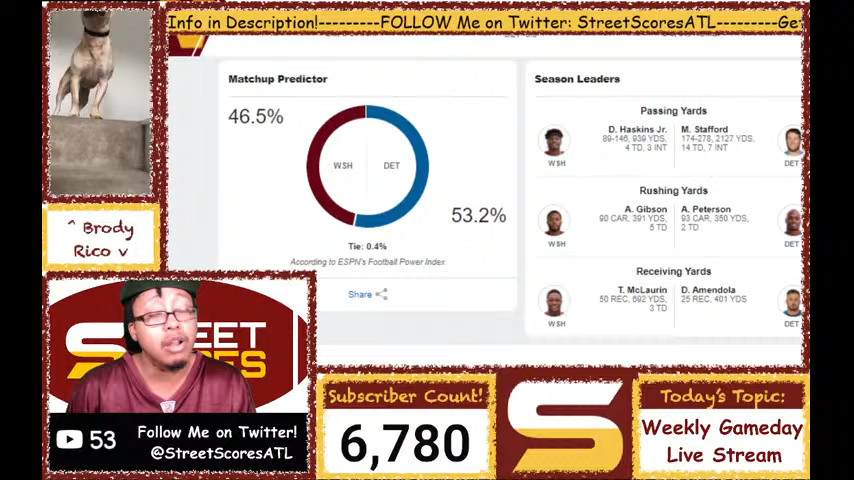 Info in Description!---------FOLLOW Me on Twitter: StreetScoresATL---------Ge
Matchup Predictor
46.5%
WSH
DET
53.2%
Tie: 0.4%
According to ESPN's Football Power Index
Share
Season Leaders
Passing Yards
D. Haskins Jr.
89-146, 939 YDS,
4 TD, 3 INT
M. Stafford
174-278, 2127 YDS,
14 TD, 7 INT
WSH
DET
Rushing Yards
A. Gibson
90 CAR, 391 YDS,
5 TD
A. Peterson
93 CAR, 350 YDS,
2 TD
WSH
DET
Receiving Yards
T. McLaurin
50 REC, 692 YDS,
3 TD
D. Amendola
25 REC, 401 YDS
WSH
DET
^ Brody
Rico v
53
Follow Me on Twitter!
@StreetScoresATL
Subscriber Count!
6,780
S
Today's Topic:
Weekly Gameday
Live Stream